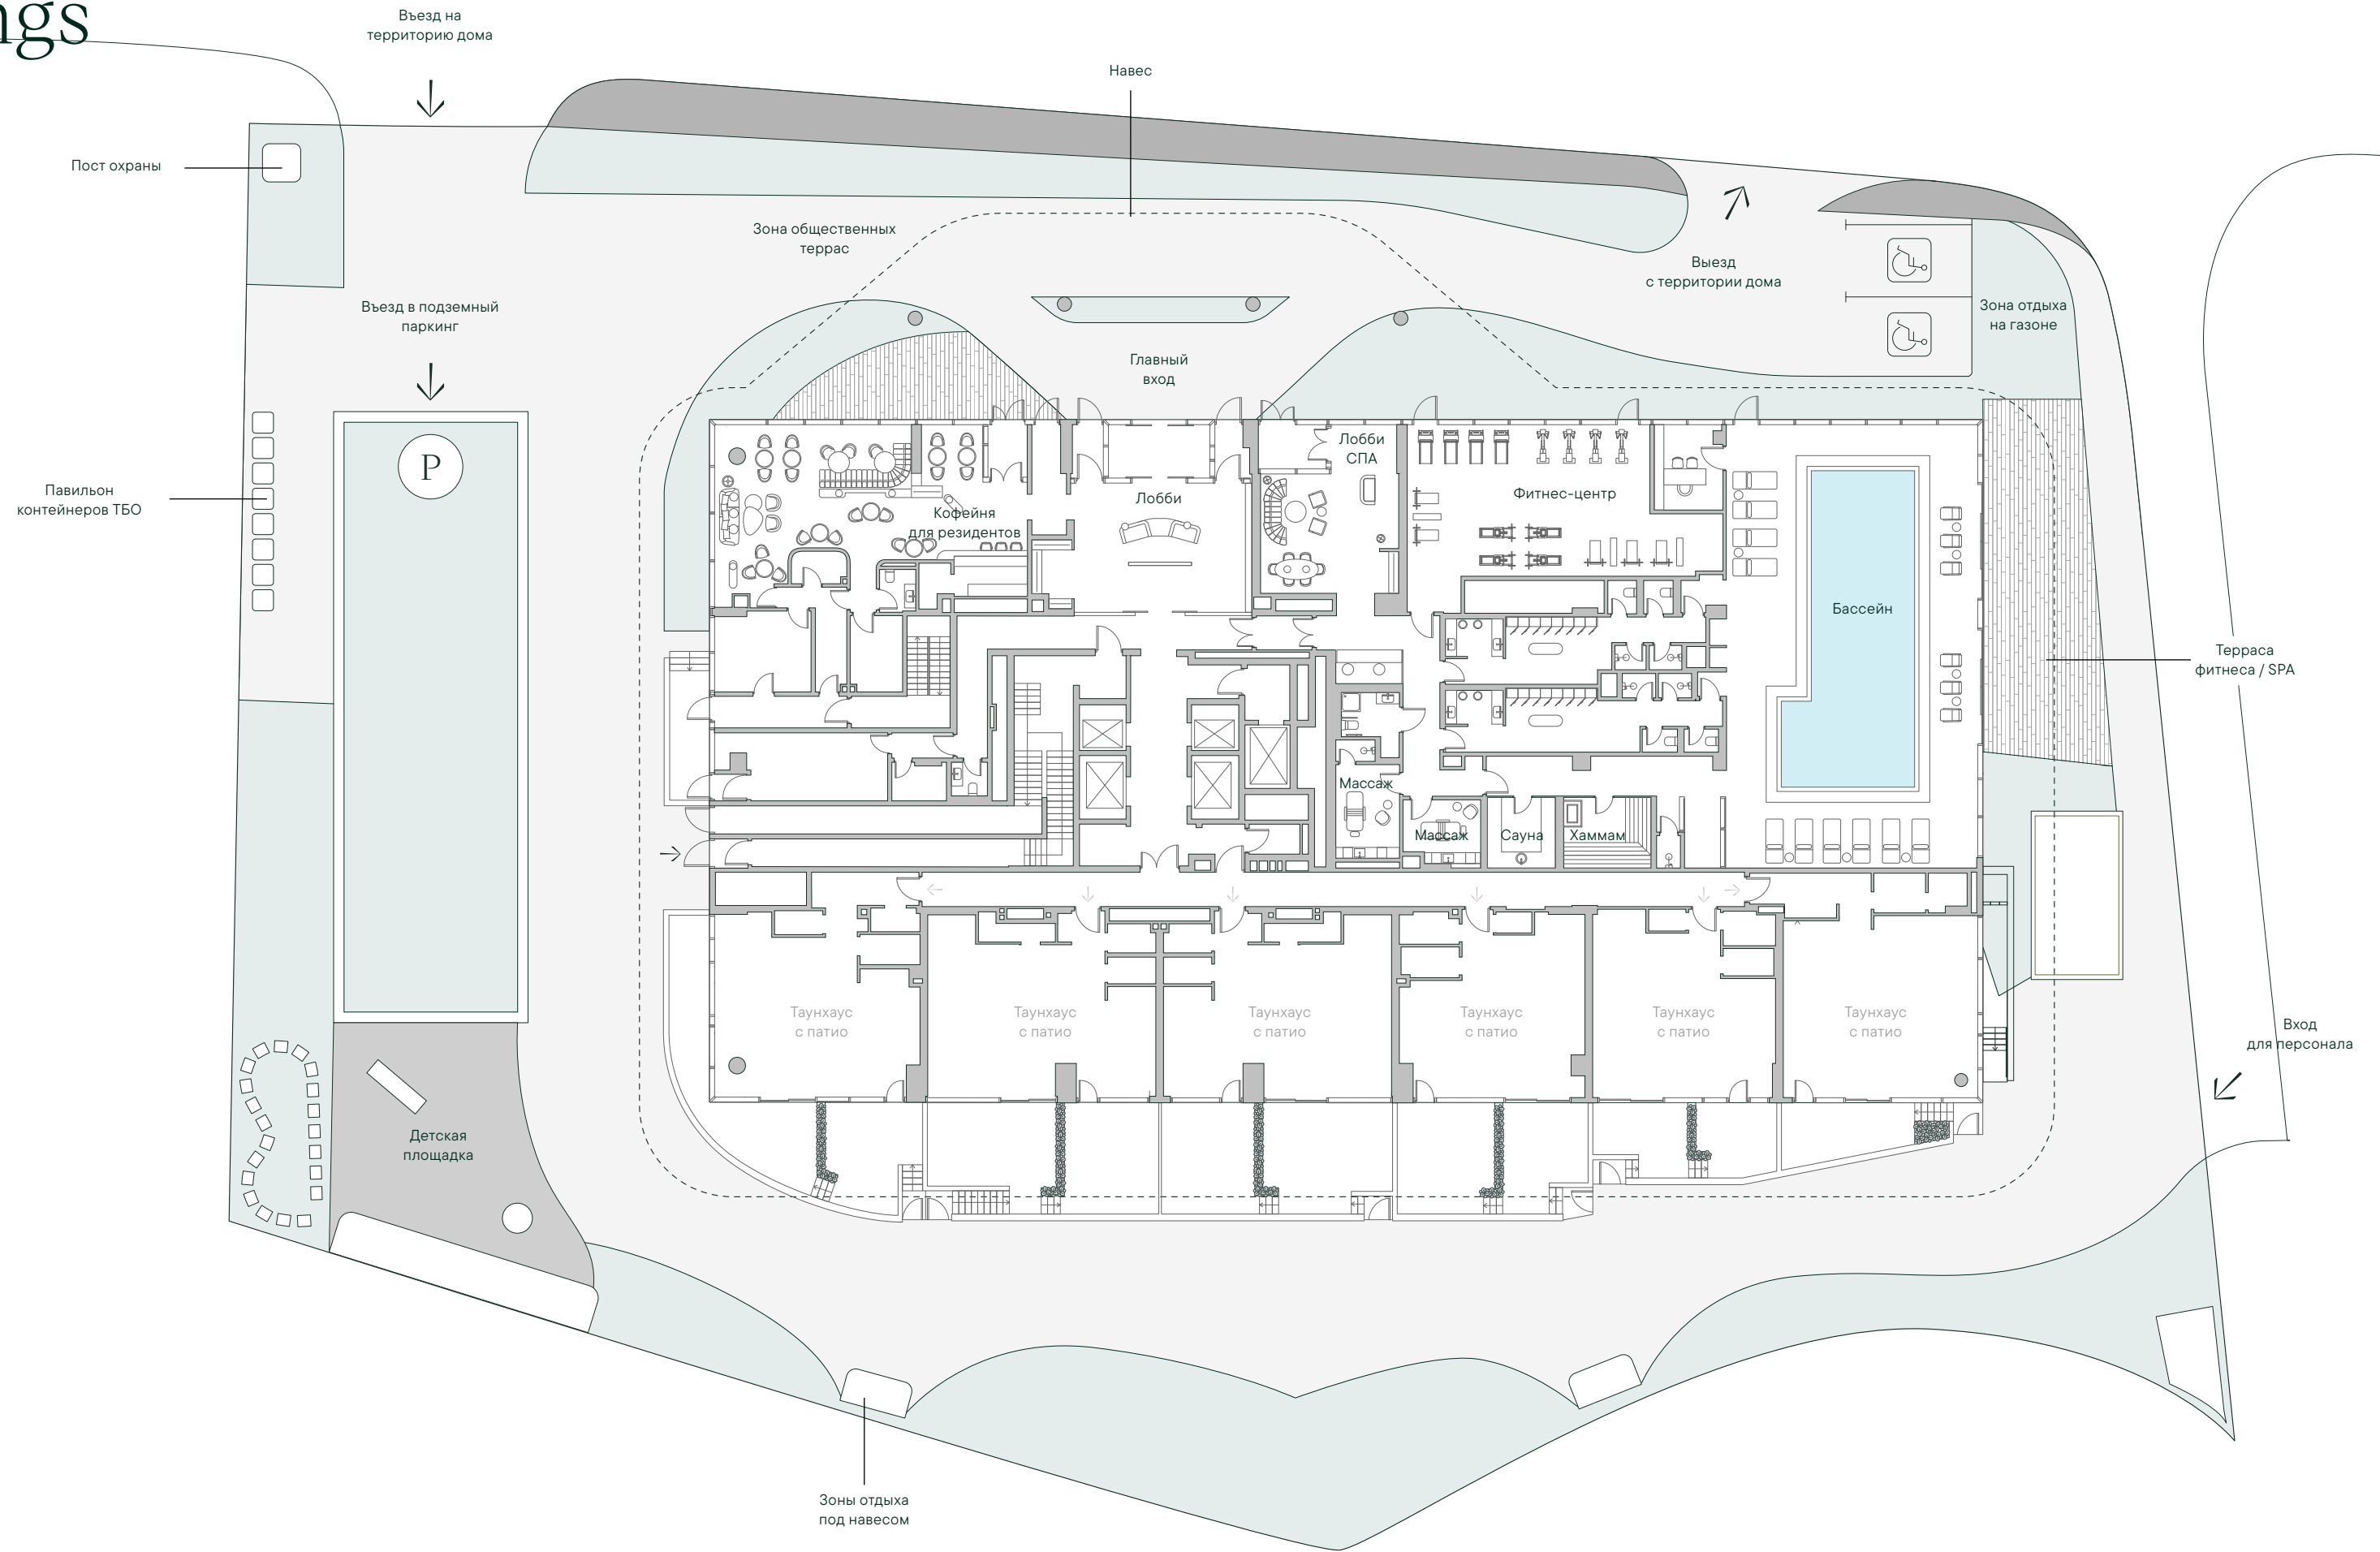 ngs
Въезд на
территорию дома
Навес
Пост охраны
Зона общественных
террас
Выезд
с территории дома
Зона отдыха
на газоне
Въезд в подземный
паркинг
Главный
вход
P
Павильон
контейнеров ТБО
Лобби
СПА
Лобби
Фитнес-центр
Кофейня
для резидентов
Бассейн
Терраса
фитнеса / SPA
Массаж
Массаж
Сауна
Хаммам
Таунхаус
с патио
Таунхаус
с патио
Таунхаус
с патио
Таунхаус
с патио
Таунхаус
с патио
Таунхаус
с патио
Вход
для персонала
Детская
площадка
Зоны отдыха
под навесом